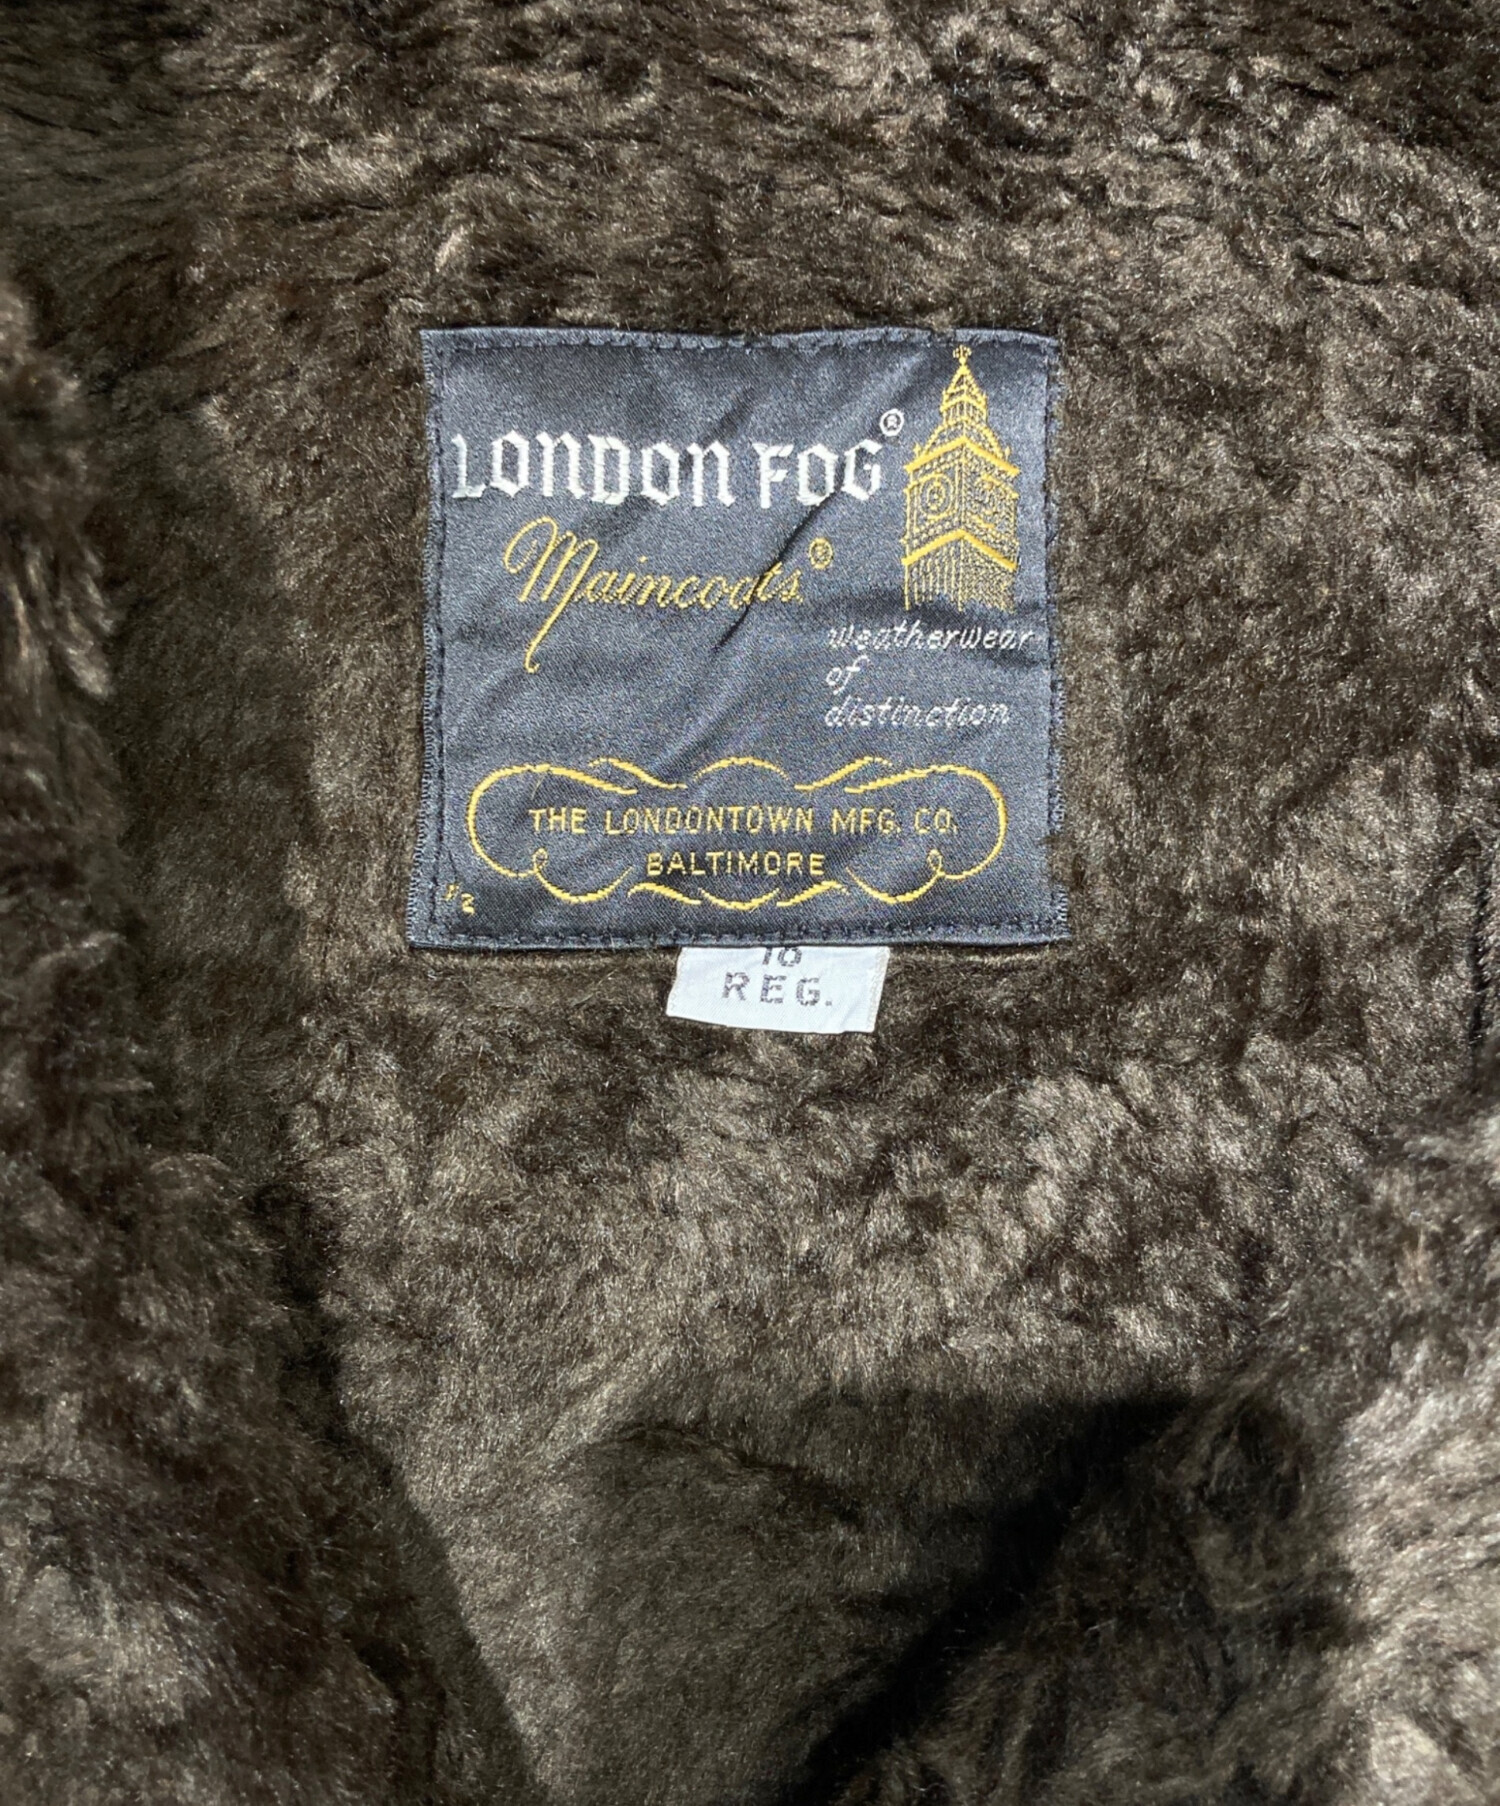 LONDON FOG®
Maincoats®
weatherwear
of
distinction
THE LONDONTOWN MFG. CO.
BALTIMORE
REG.